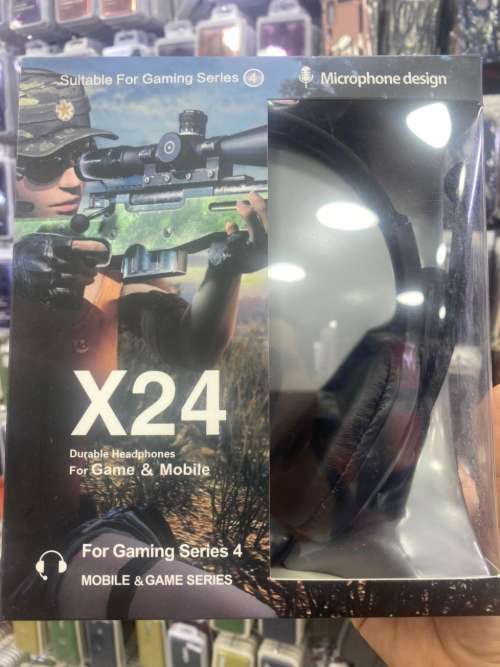 Suitable For Gaming Series 4
Microphone design
X24
Durable Headphones
For Game & Mobile
For Gaming Series 4
MOBILE & GAME SERIES